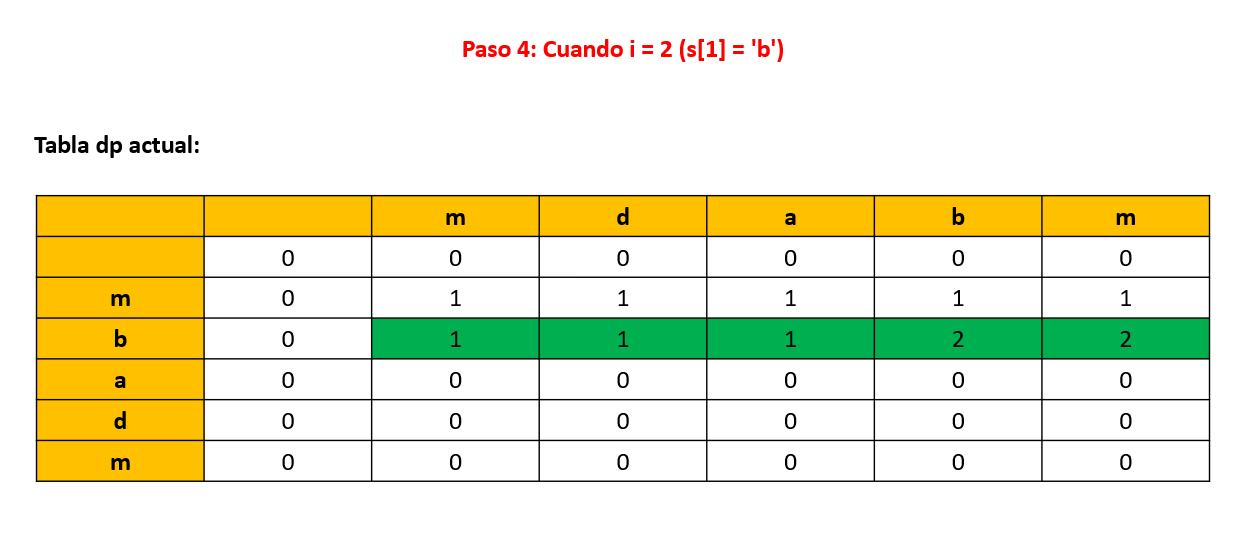 Paso 4: Cuando i = 2 (s[1] = 'b')
Tabla dp actual:
m d a b m
0 0 0 0 0 0
m 0 1 1 1 1 1
b 0 1 1 1 2 2
a 0 0 0 0 0 0
d 0 0 0 0 0 0
m 0 0 0 0 0 0